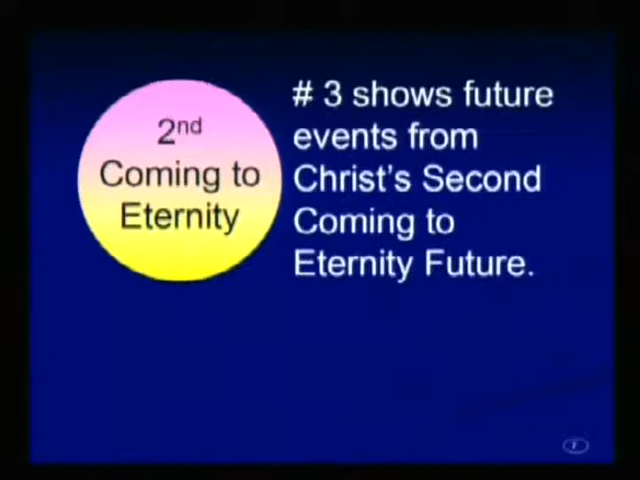 2nd
Coming to
Eternity
# 3 shows future
events from
Christ's Second
Coming to
Eternity Future.